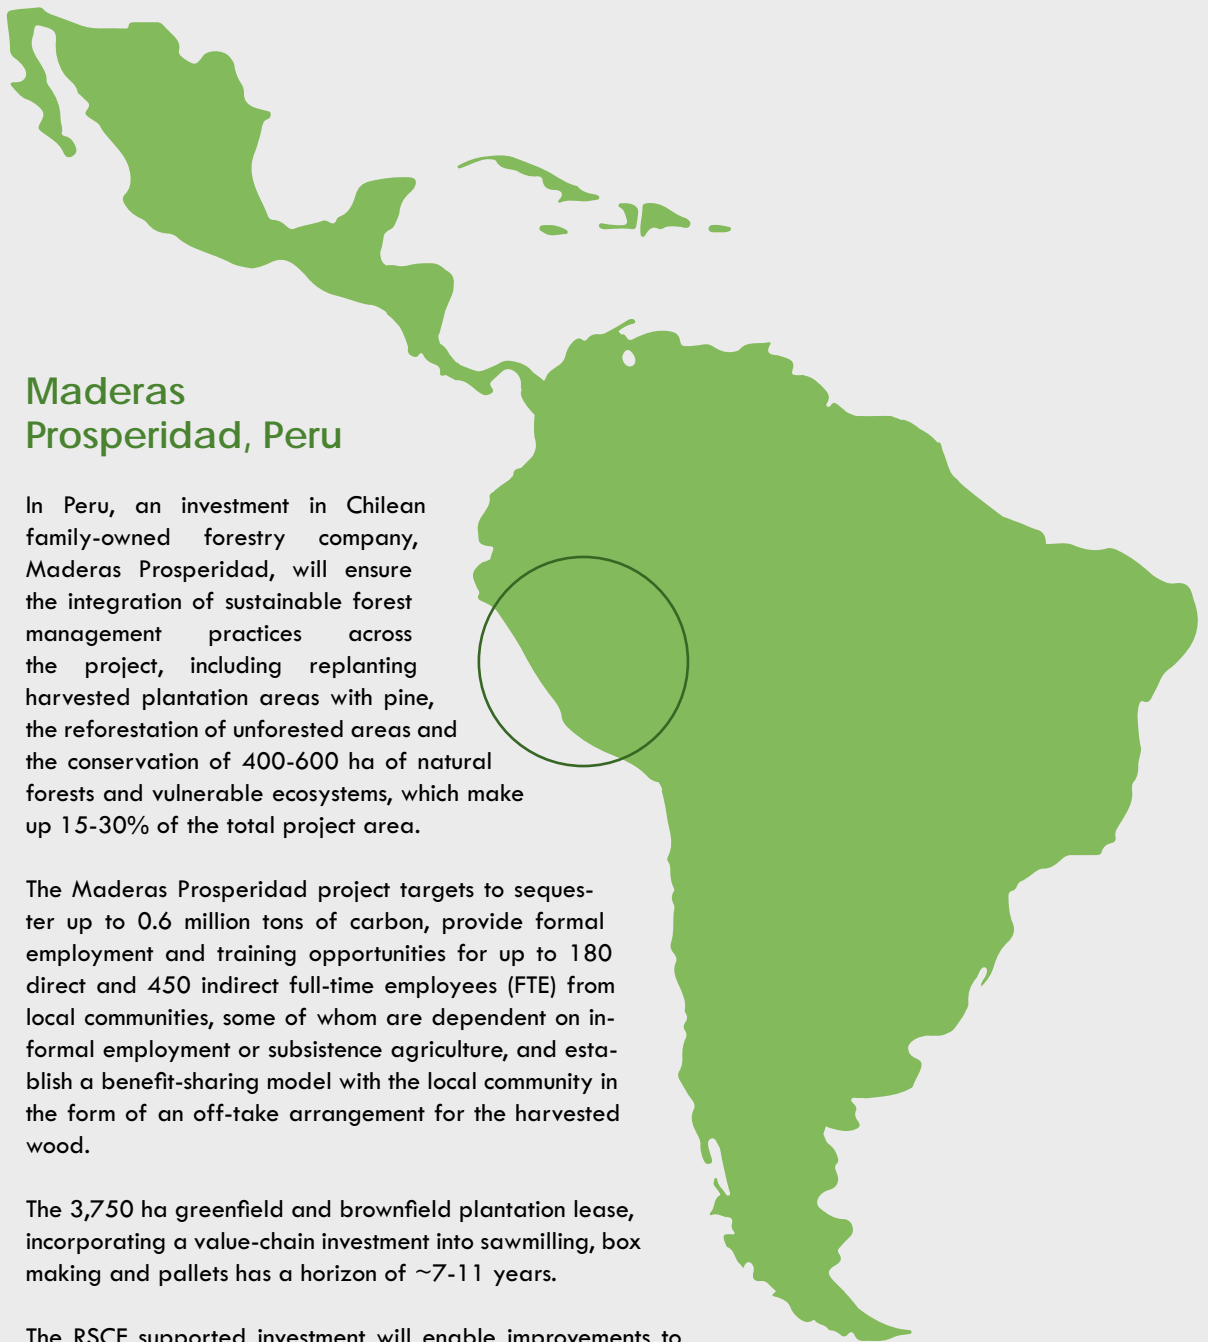 Maderas
Prosperidad, Peru
In Peru, an investment in Chilean
family-owned forestry company,
Maderas Prosperidad, will ensure
the integration of sustainable forest
management practices across
the project, including replanting
harvested plantation areas with pine,
the reforestation of unforested areas and
the conservation of 400-600 ha of natural
forests and vulnerable ecosystems, which make
up 15-30% of the total project area.
The Maderas Prosperidad project targets to seques-
ter up to 0.6 million tons of carbon, provide formal
employment and training opportunities for up to 180
direct and 450 indirect full-time employees (FTE) from
local communities, some of whom are dependent on in-
formal employment or subsistence agriculture, and esta-
blish a benefit-sharing model with the local community in
the form of an off-take arrangement for the harvested
wood.
The 3,750 ha greenfield and brownfield plantation lease,
incorporating a value-chain investment into sawmilling, box
making and pallets has a horizon of ~7-11 years.
The RSCF supported investment will enable improvements to